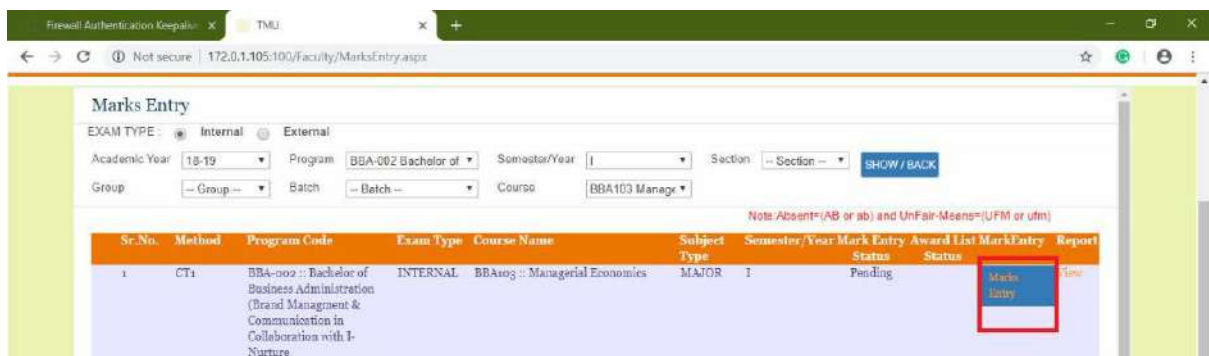 Firewall Authentication Keepaliv
TMU
Not secure | 172.0.1.105:100/Faculty/MarksEntry.aspx
Marks Entry
EXAM TYPE : Internal External
Academic Year 18-19 Program BBA-002 Bachelor of Semester/Year I Section -- Section -- SHOW / BACK
Group -- Group -- Batch -- Batch -- Course BBA103 Manage
Note:Absent=(AB or ab) and UnFair-Means=(UFM or ufm)
Sr.No. Method Program Code Exam Type Course Name Subject Type Semester/Year Mark Entry Status Award List Status MarkEntry Report
1 CT1 BBA-002 :: Bachelor of INTERNAL BBA103 :: Managerial Economics MAJOR I Pending Marks Entry View
Business Administration
(Brand Managment &
Communication in
Collaboration with I-
Nurture